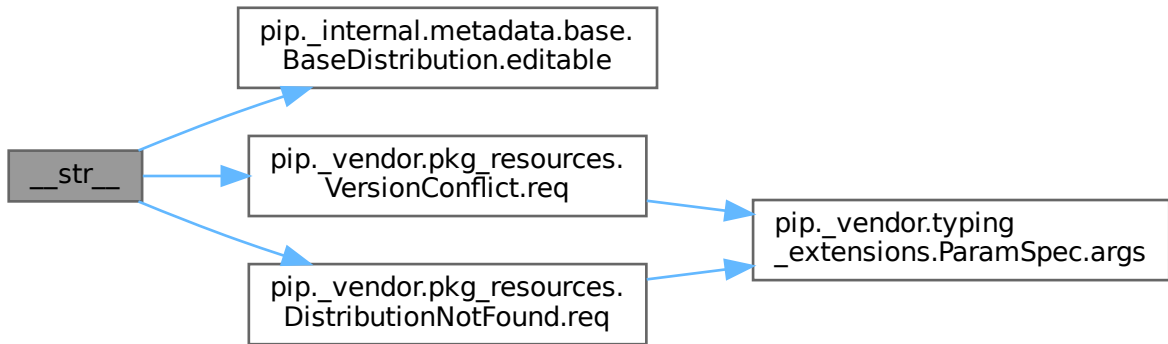 pip._internal.metadata.base.
BaseDistribution.editable
__str__
pip._vendor.pkg_resources.
VersionConflict.req
pip._vendor.typing
_extensions.ParamSpec.args
pip._vendor.pkg_resources.
DistributionNotFound.req